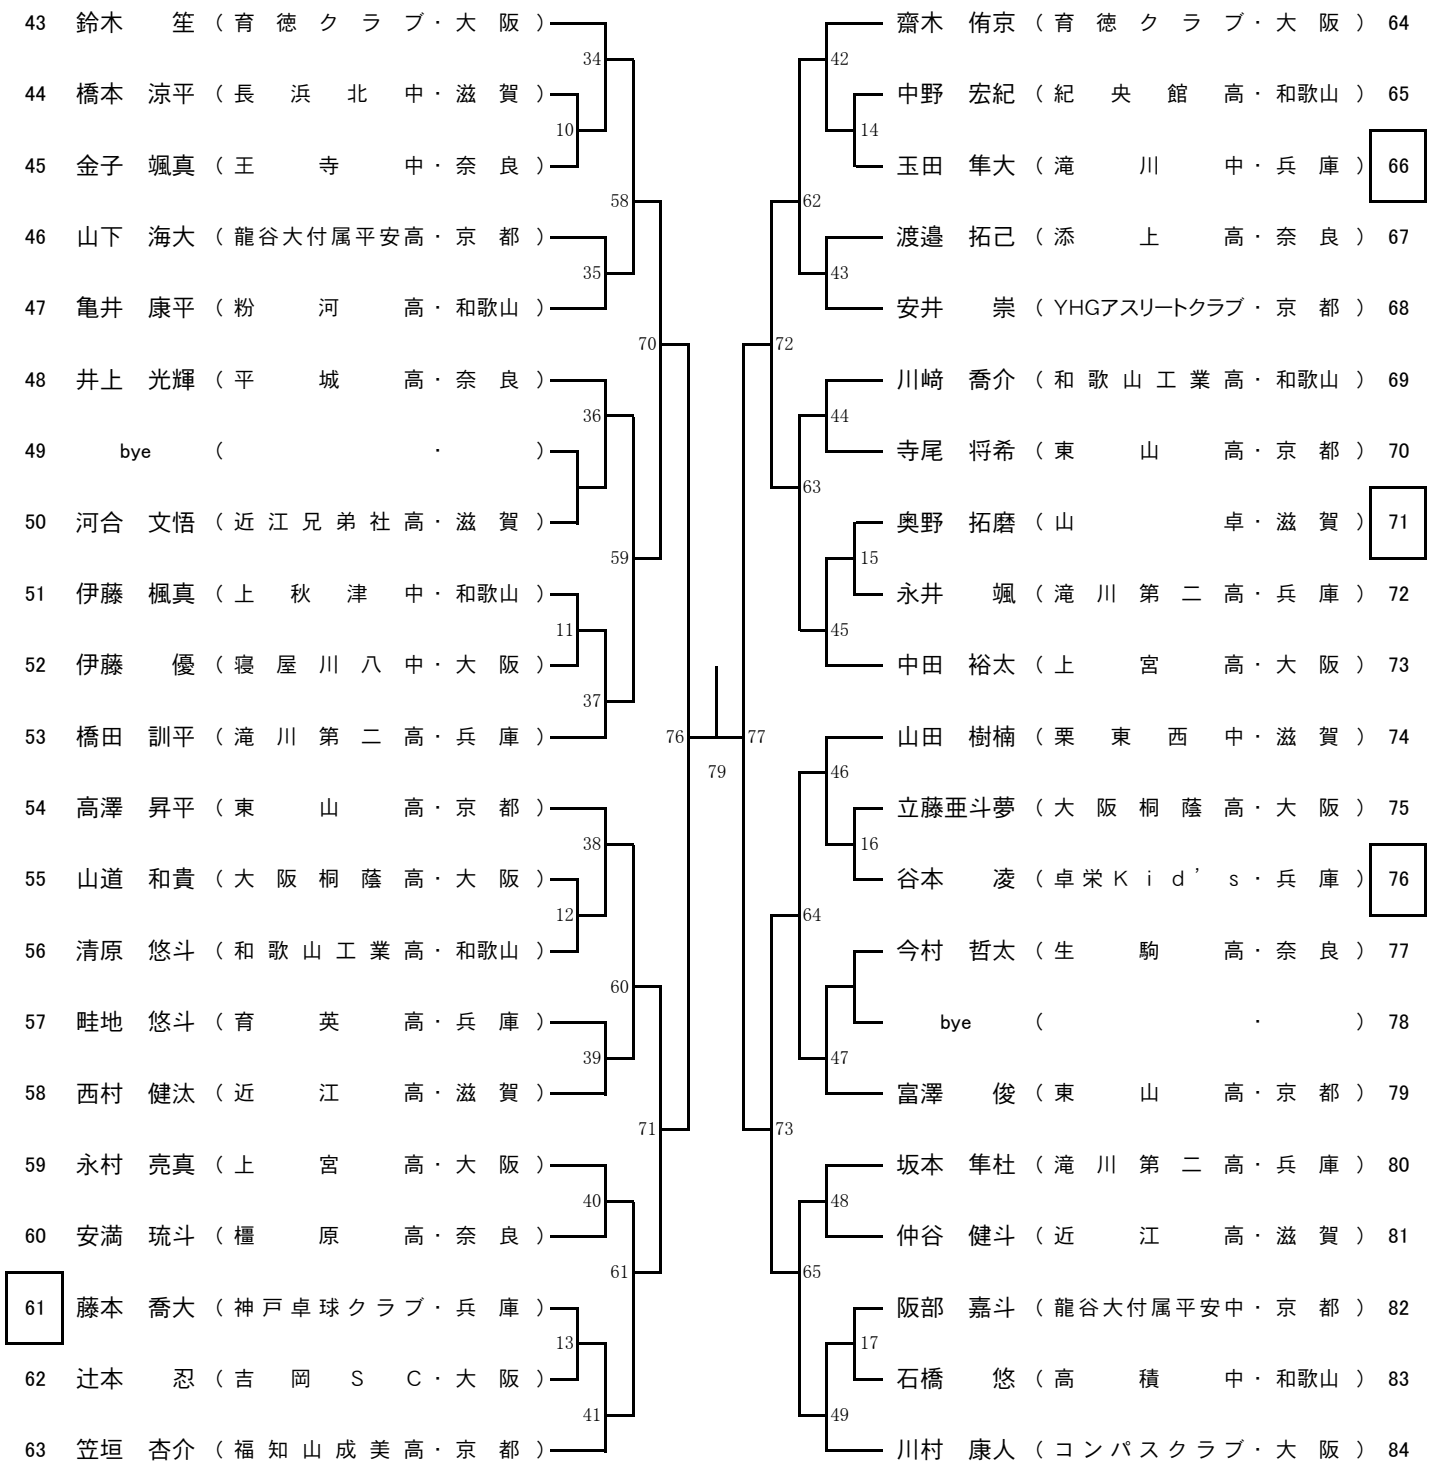 43 鈴木 笙 (育徳クラブ・大阪)
34
44 橋本 涼平 (長浜北中・滋賀)
10
45 金子 颯真 (王寺中・奈良)
58
46 山下 海大 (龍谷大付属平安高・京都)
35
47 亀井 康平 (粉河高・和歌山)
70
48 井上 光輝 (平城高・奈良)
36
49 bye ( ・ )
50 河合 文悟 (近江兄弟社高・滋賀)
59
51 伊藤 楓真 (上秋津中・和歌山)
11
52 伊藤 優 (寝屋川八中・大阪)
37
53 橋田 訓平 (滝川第二高・兵庫)
76
54 高澤 昇平 (東山高・京都)
38
55 山道 和貴 (大阪桐蔭高・大阪)
12
56 清原 悠斗 (和歌山工業高・和歌山)
60
57 畦地 悠斗 (育英高・兵庫)
39
58 西村 健汰 (近江高・滋賀)
71
59 永村 亮真 (上宮高・大阪)
40
60 安満 琉斗 (橿原高・奈良)
61
61 藤本 喬大 (神戸卓球クラブ・兵庫)
13
62 辻本 忍 (吉岡SC・大阪)
41
63 笠垣 杏介 (福知山成美高・京都)
79
齋木 侑京 (育徳クラブ・大阪) 64
42
中野 宏紀 (紀央館高・和歌山) 65
14
玉田 隼大 (滝川中・兵庫) 66
62
渡邉 拓己 (添上高・奈良) 67
43
安井 崇 (YHGアスリートクラブ・京都) 68
72
川﨑 喬介 (和歌山工業高・和歌山) 69
44
寺尾 将希 (東山高・京都) 70
63
奥野 拓磨 (山卓・滋賀) 71
15
永井 颯 (滝川第二高・兵庫) 72
45
中田 裕太 (上宮高・大阪) 73
77
山田 樹楠 (栗東西中・滋賀) 74
46
立藤亜斗夢 (大阪桐蔭高・大阪) 75
16
谷本 凌 (卓栄Kid's・兵庫) 76
64
今村 哲太 (生駒高・奈良) 77
bye ( ・ ) 78
47
富澤 俊 (東山高・京都) 79
73
坂本 隼杜 (滝川第二高・兵庫) 80
48
仲谷 健斗 (近江高・滋賀) 81
65
阪部 嘉斗 (龍谷大付属平安中・京都) 82
17
石橋 悠 (高積中・和歌山) 83
49
川村 康人 (コンパスクラブ・大阪) 84